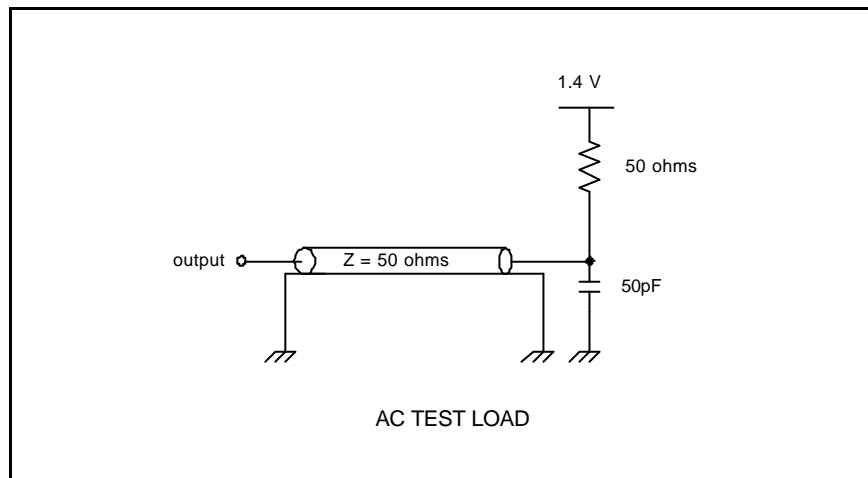 1.4 V
50 ohms
output
Z = 50 ohms
50pF
AC TEST LOAD